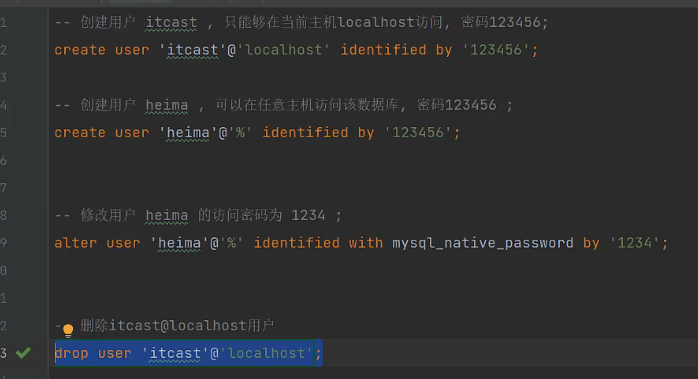 -- 创建用户 itcast , 只能够在当前主机localhost访问, 密码123456;
2 create user 'itcast'@'localhost' identified by '123456';
3
4 -- 创建用户 heima , 可以在任意主机访问该数据库, 密码123456 ;
5 create user 'heima'@'%' identified by '123456';
6
7
8 -- 修改用户 heima 的访问密码为 1234 ;
9 alter user 'heima'@'%' identified with mysql_native_password by '1234';
0
1
2 - 删除itcast@localhost用户
3 drop user 'itcast'@'localhost';